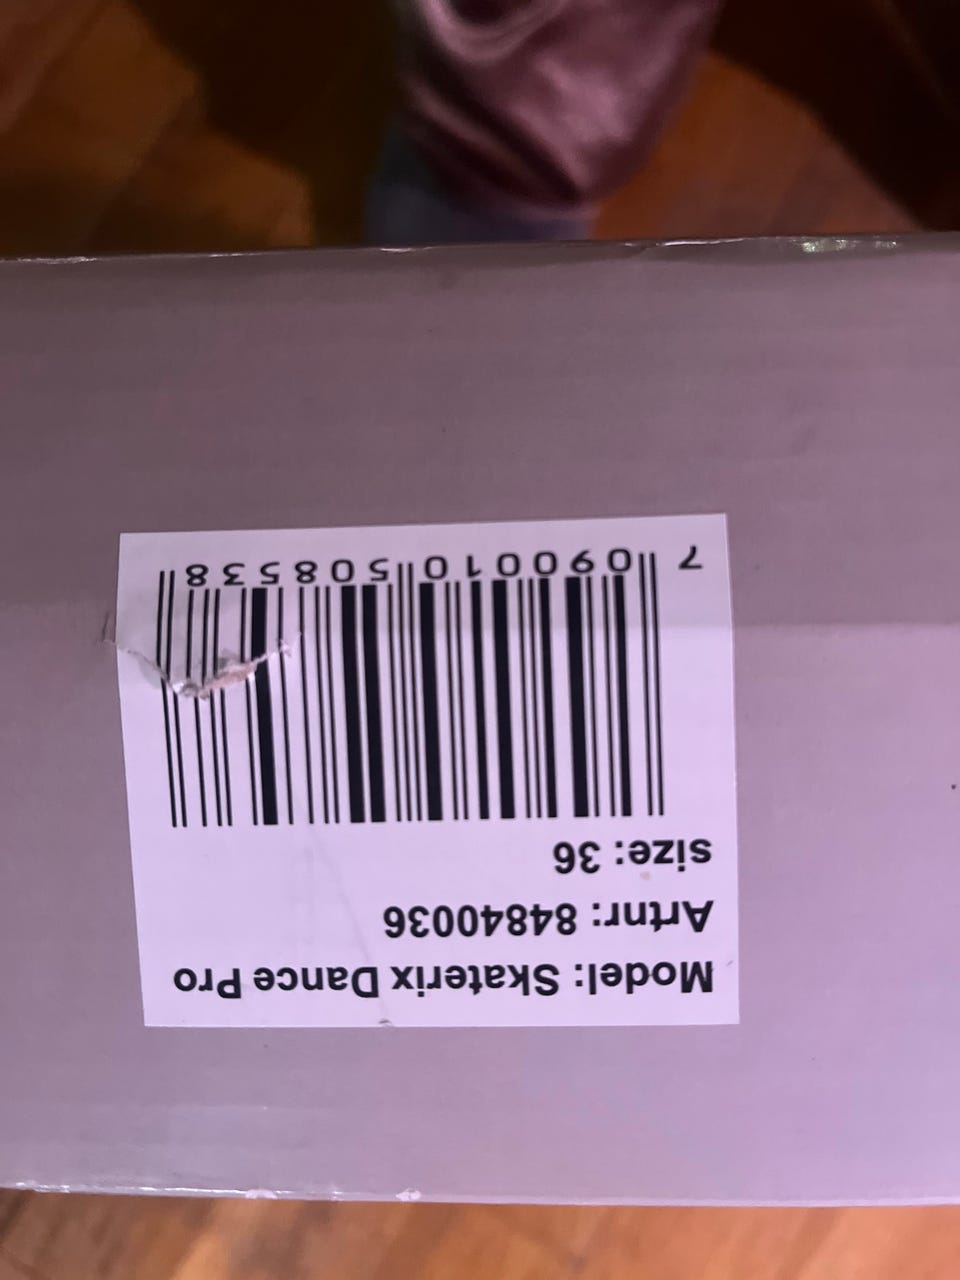 Model: Skaterix Dance Pro
Artnr: 84840036
size: 36
7 090010 508538